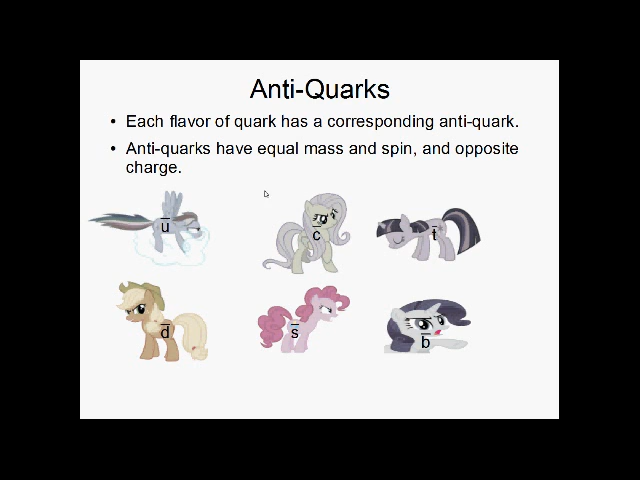 Anti-Quarks
• Each flavor of quark has a corresponding anti-quark.
• Anti-quarks have equal mass and spin, and opposite
charge.
u̅ c̅ t̅
d̅ s̅ b̅